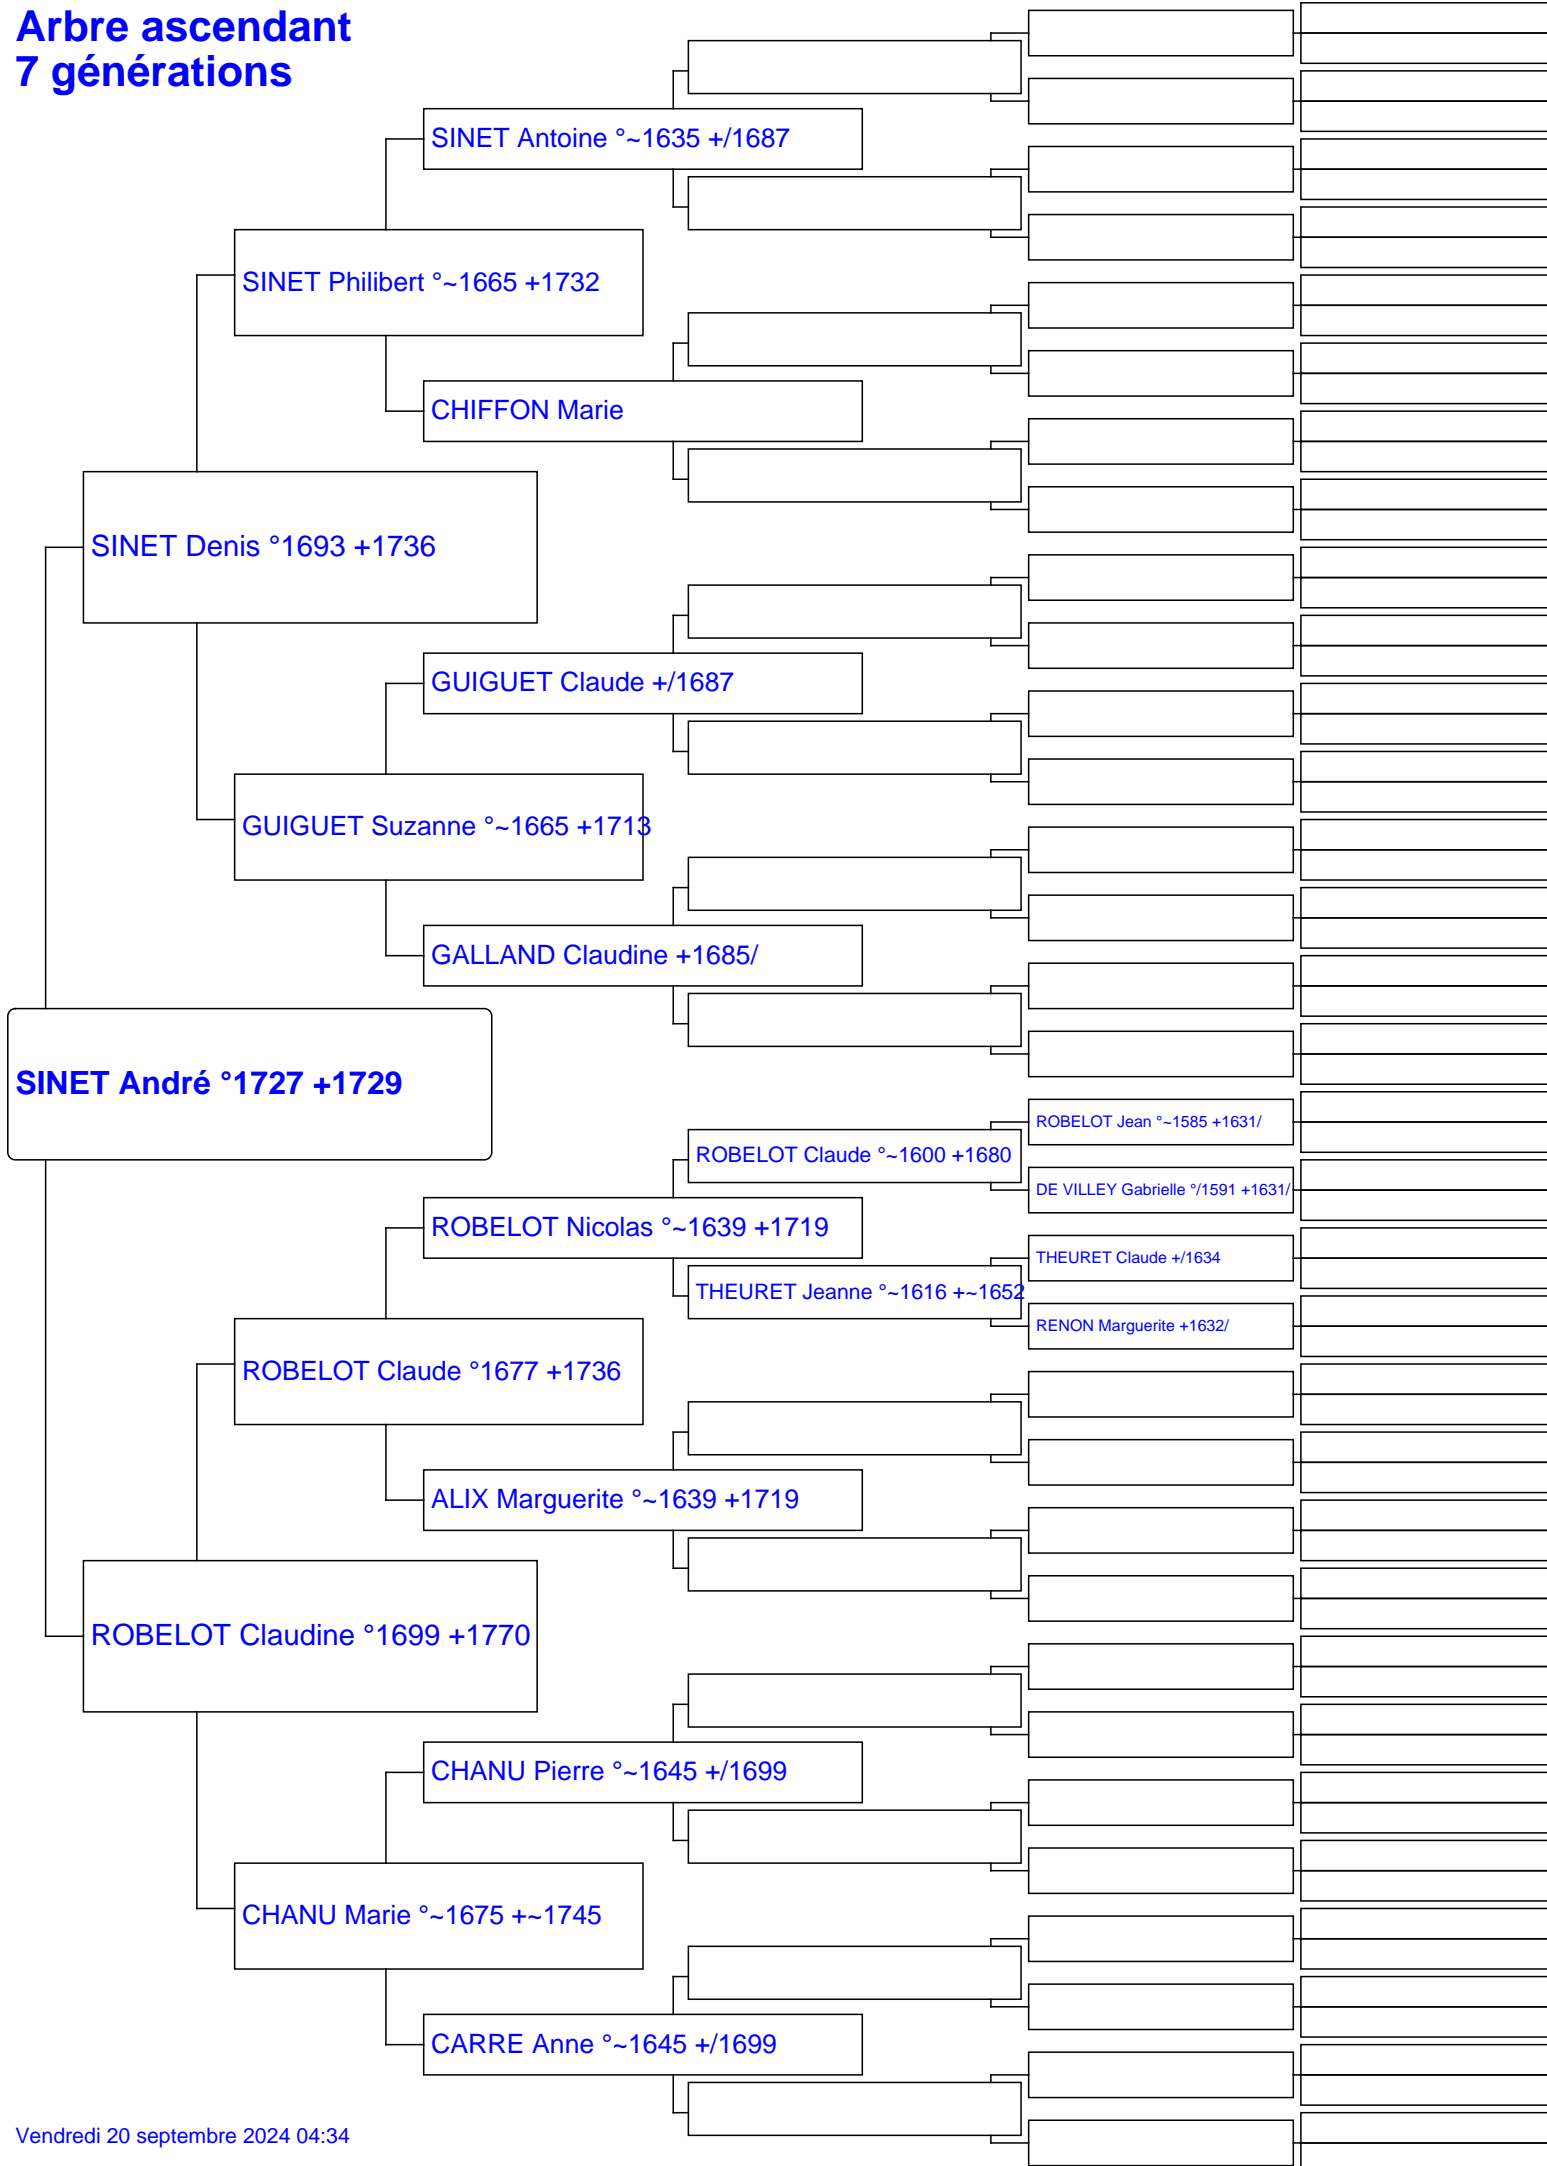 Arbre ascendant
7 générations
SINET Antoine °~1635 +/1687
SINET Philibert °~1665 +1732
CHIFFON Marie
SINET Denis °1693 +1736
GUIGUET Claude +/1687
GUIGUET Suzanne °~1665 +1713
GALLAND Claudine +1685/
SINET André °1727 +1729
ROBELOT Jean °~1585 +1631/
ROBELOT Claude °~1600 +1680
DE VILLEY Gabrielle °/1591 +1631/
ROBELOT Nicolas °~1639 +1719
THEURET Claude +/1634
THEURET Jeanne °~1616 +~1652
RENON Marguerite +1632/
ROBELOT Claude °1677 +1736
ALIX Marguerite °~1639 +1719
ROBELOT Claudine °1699 +1770
CHANU Pierre °~1645 +/1699
CHANU Marie °~1675 +~1745
CARRE Anne °~1645 +/1699
Vendredi 20 septembre 2024 04:34